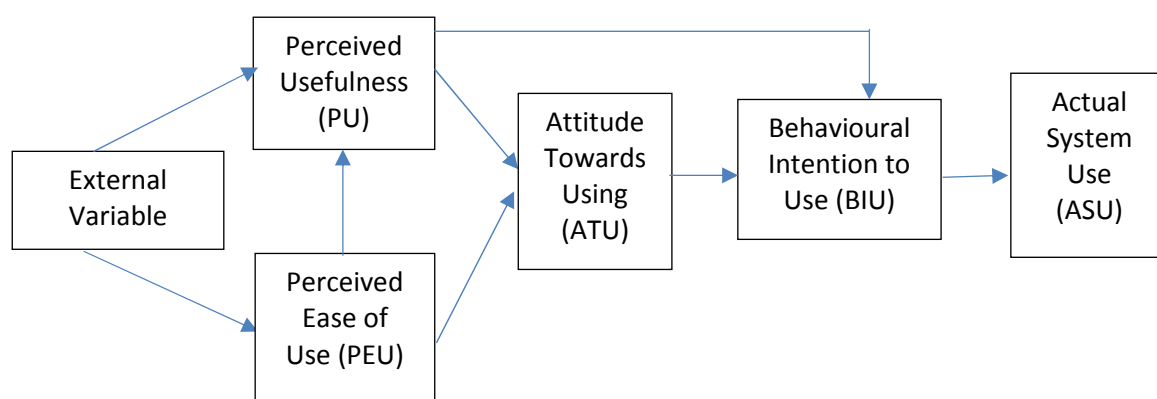 External
Variable
Perceived
Usefulness
(PU)
Perceived
Ease of
Use (PEU)
Attitude
Towards
Using
(ATU)
Behavioural
Intention to
Use (BIU)
Actual
System
Use
(ASU)